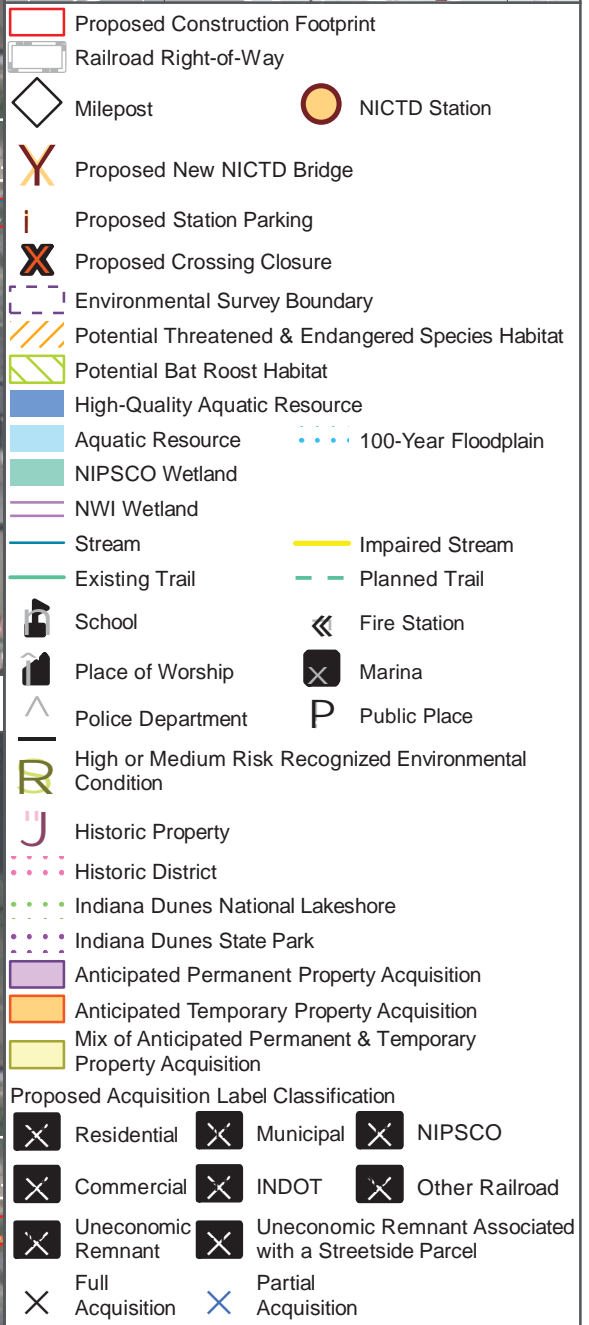 Proposed Construction Footprint
Railroad Right-of-Way
Milepost
NICTD Station
Proposed New NICTD Bridge
Proposed Station Parking
Proposed Crossing Closure
Environmental Survey Boundary
Potential Threatened & Endangered Species Habitat
Potential Bat Roost Habitat
High-Quality Aquatic Resource
Aquatic Resource
100-Year Floodplain
NIPSCO Wetland
NWI Wetland
Stream
Impaired Stream
Existing Trail
Planned Trail
School
Fire Station
Place of Worship
Marina
Police Department
P Public Place
High or Medium Risk Recognized Environmental
Condition
Historic Property
Historic District
Indiana Dunes National Lakeshore
Indiana Dunes State Park
Anticipated Permanent Property Acquisition
Anticipated Temporary Property Acquisition
Mix of Anticipated Permanent & Temporary
Property Acquisition
Proposed Acquisition Label Classification
Residential
Municipal
NIPSCO
Commercial
INDOT
Other Railroad
Uneconomic
Remnant
Uneconomic Remnant Associated
with a Streetside Parcel
Full
Acquisition
Partial
Acquisition